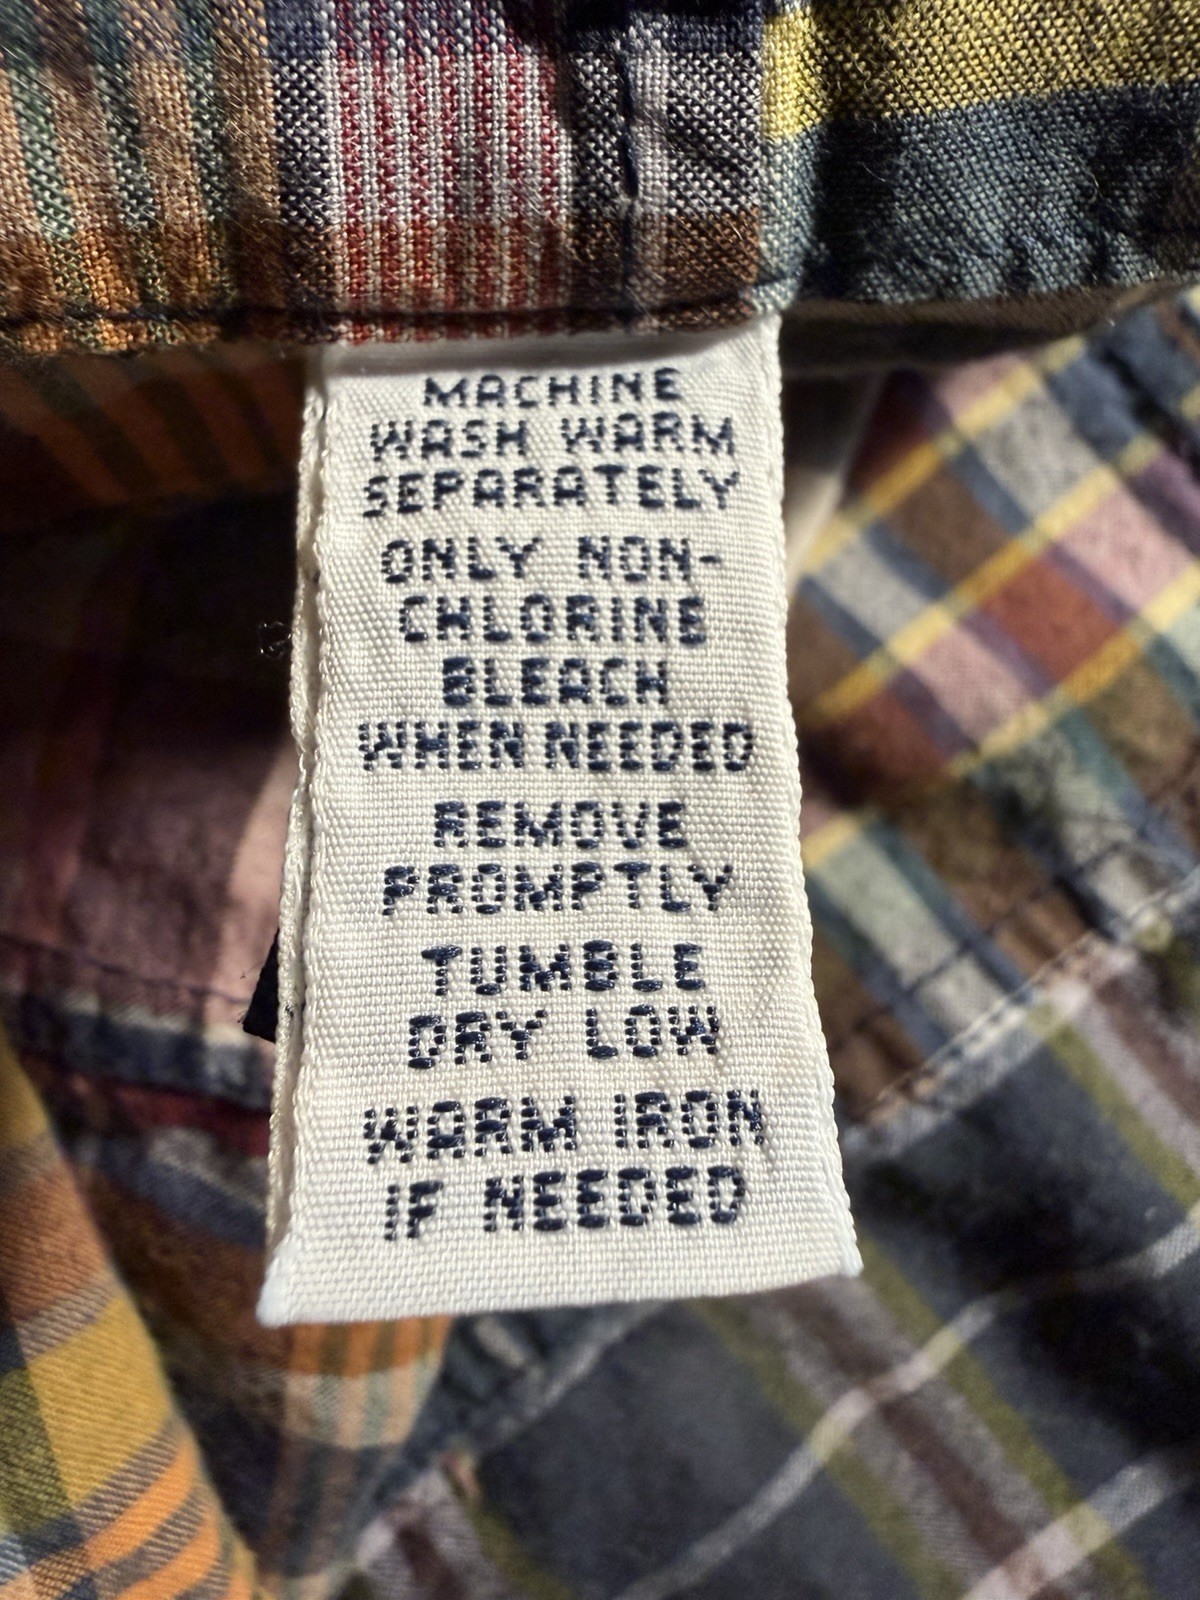 MACHINE
WASH WARM
SEPARATELY
ONLY NON-
CHLORINE
BLEACH
WHEN NEEDED
REMOVE
PROMPTLY
TUMBLE
DRY LOW
WARM IRON
IF NEEDED